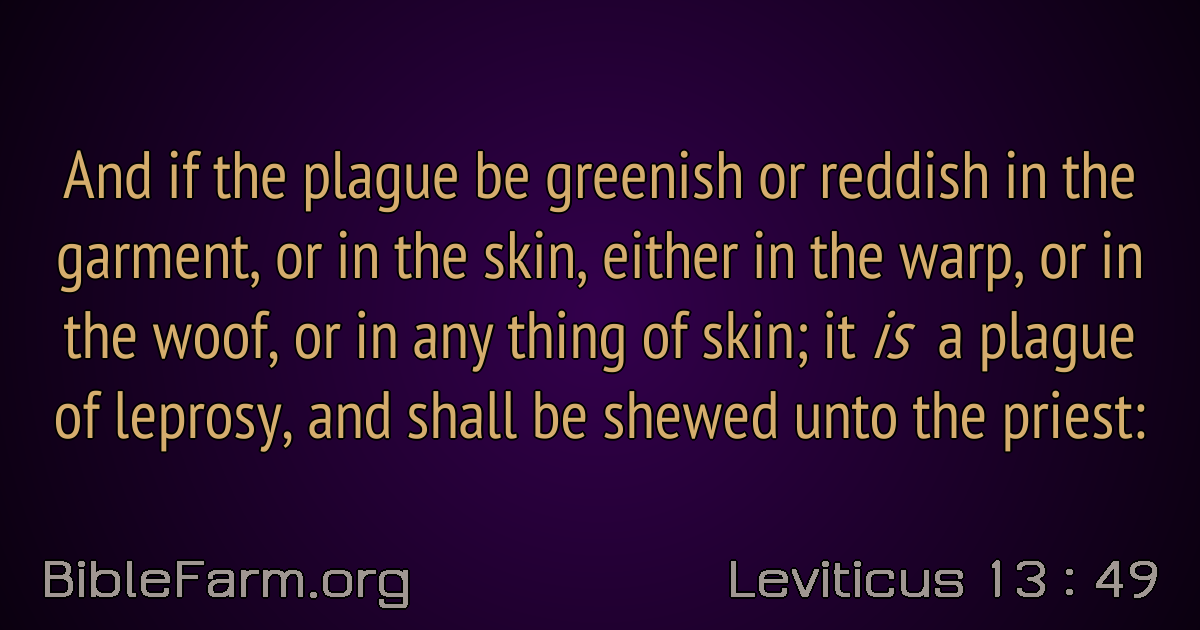 And if the plague be greenish or reddish in the
garment, or in the skin, either in the warp, or in
the woof, or in any thing of skin; it is a plague
of leprosy, and shall be shewed unto the priest:
BibleFarm.org
Leviticus 13 : 49